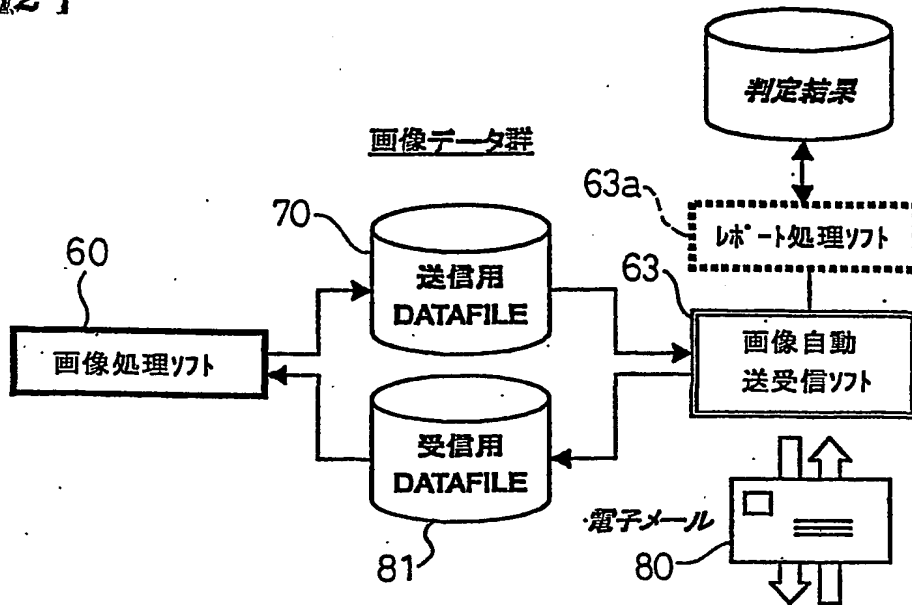 判定結果
画像データ群
63a
レポート処理ソフト
70
送信用
DATAFILE
63
60
画像処理ソフト
画像自動
送受信ソフト
受信用
DATAFILE
81
電子メール
80